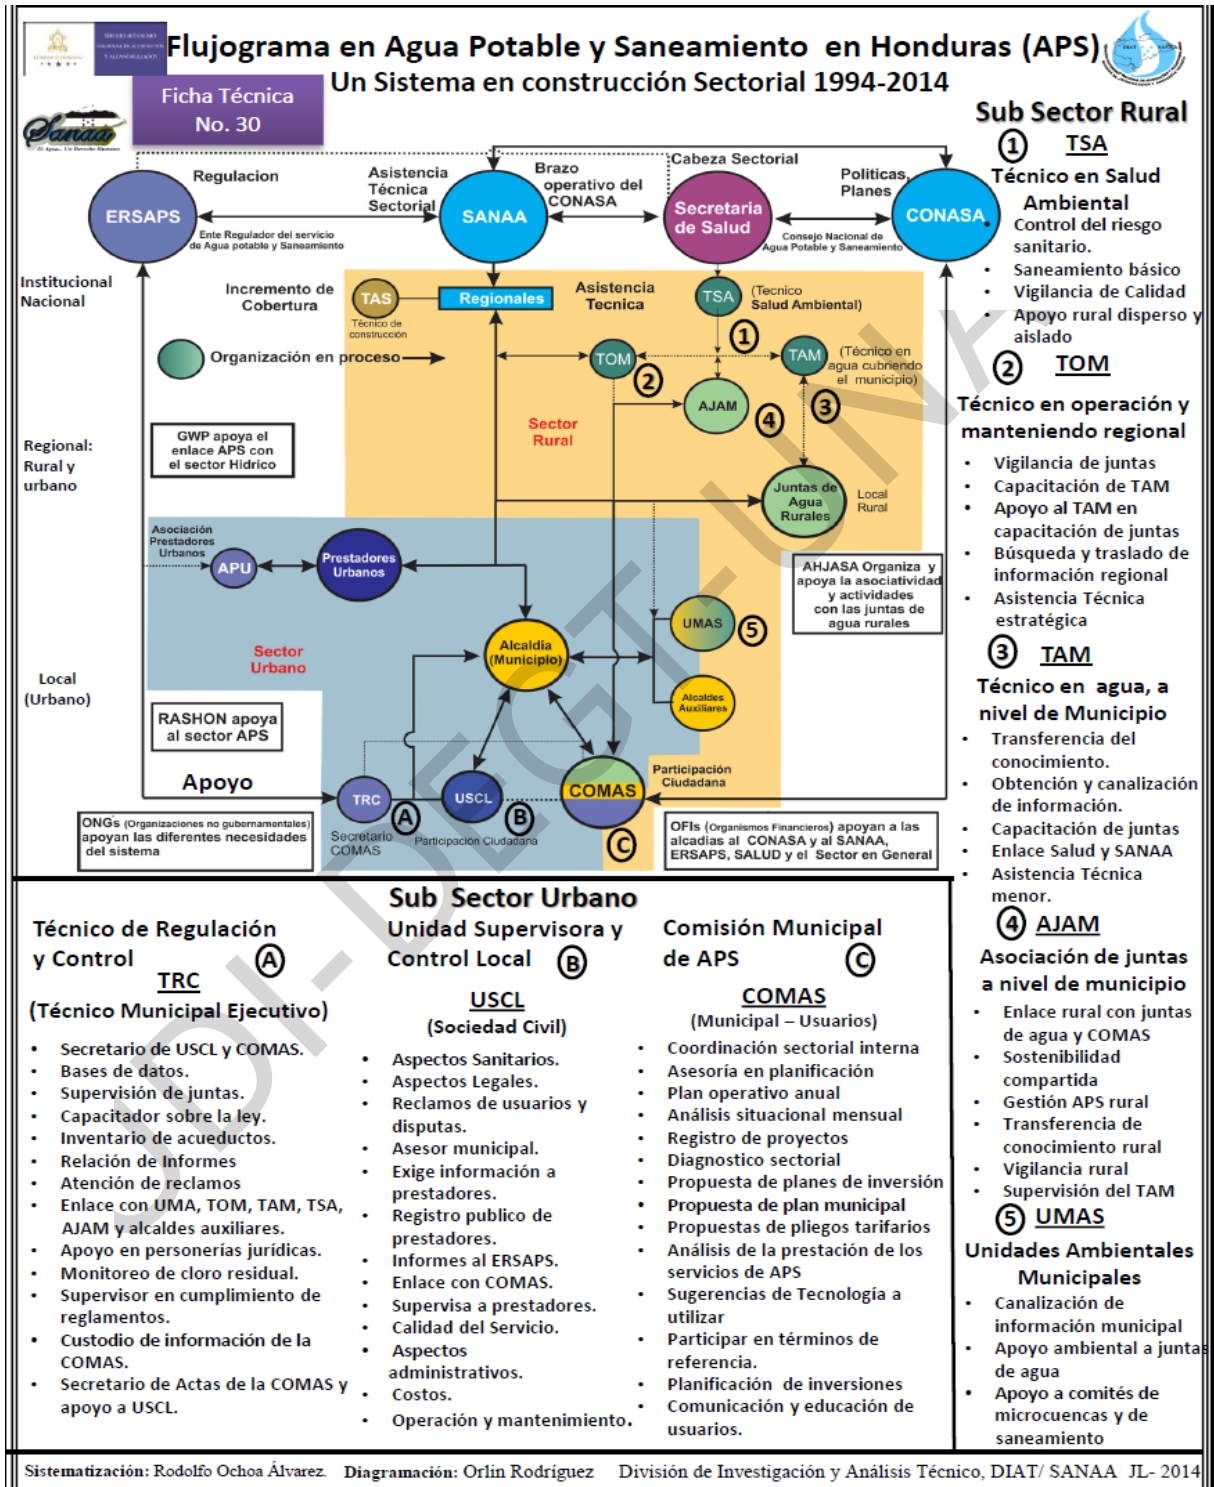 GOBIERNO DE LA
SERVICIO AUTÓNOMO
NACIONAL DE ACUEDUCTOS
Y ALCANTARILLADOS
Flujograma en Agua Potable y Saneamiento en Honduras (APS)
Un Sistema en construcción Sectorial 1994-2014
DIAT SANAA
Ficha Técnica
No. 30
Sanaa
El Agua... Un Derecho Humano
Regulacion
Asistencia
Técnica
Sectorial
Brazo
operativo del
CONASA
Cabeza Sectorial
Politicas,
Planes
ERSAPS
SANAA
Secretaria
de Salud
CONASA
Ente Regulador del servicio
de Agua potable y Saneamiento
Consejo Nacional de
Agua Potable y Saneamiento
Institucional
Nacional
Incremento de
Cobertura
TAS
Técnico de
construcción
Regionales
Asistencia
Tecnica
TSA
(Tecnico
Salud Ambiental)
1
Organización en proceso
TOM
2
TAM
(Técnico en
agua cubriendo
el municipio)
3
AJAM
4
Sector
Rural
GWP apoya el
enlace APS con
el sector Hidrico
Regional:
Rural y
urbano
Juntas de
Agua
Rurales
Local
Rural
Asociación
Prestadores
Urbanos
APU
Prestadores
Urbanos
AHJASA Organiza y
apoya la asociatividad
y actividades
con las juntas de
agua rurales
UMAS
5
Alcaldía
(Municipio)
Sector
Urbano
Local
(Urbano)
Alcaldes
Auxiliares
RASHON apoya
al sector APS
Apoyo
TRC
A
USCL
B
COMAS
C
Participación
Ciudadana
Secretario
COMAS
Participación Ciudadana
ONGs (Organizaciones no gubernamentales)
apoyan las diferentes necesidades
del sistema
OFIs (Organismos Financieros) apoyan a las
alcadias al CONASA y al SANAA,
ERSAPS, SALUD y el Sector en General
Sub Sector Rural
1 TSA
Técnico en Salud
Ambiental
• Control del riesgo
sanitario.
• Saneamiento básico
• Vigilancia de Calidad
• Apoyo rural disperso y
aislado
2 TOM
Técnico en operación y
manteniendo regional
• Vigilancia de juntas
• Capacitación de TAM
• Apoyo al TAM en
capacitación de juntas
• Búsqueda y traslado de
información regional
• Asistencia Técnica
estratégica
3 TAM
Técnico en agua, a
nivel de Municipio
• Transferencia del
conocimiento.
• Obtención y canalización
de información.
• Capacitación de juntas
• Enlace Salud y SANAA
• Asistencia Técnica
menor.
4 AJAM
Asociación de juntas
a nivel de municipio
• Enlace rural con juntas
de agua y COMAS
• Sostenibilidad
compartida
• Gestión APS rural
• Transferencia de
conocimiento rural
• Vigilancia rural
• Supervisión del TAM
5 UMAS
Unidades Ambientales
Municipales
• Canalización de
información municipal
• Apoyo ambiental a juntas
de agua
• Apoyo a comités de
microcuencas y de
saneamiento
Sub Sector Urbano
Técnico de Regulación
y Control A
TRC
(Técnico Municipal Ejecutivo)
• Secretario de USCL y COMAS.
• Bases de datos.
• Supervisión de juntas.
• Capacitador sobre la ley.
• Inventario de acueductos.
• Relación de Informes
• Atención de reclamos
• Enlace con UMA, TOM, TAM, TSA,
AJAM y alcaldes auxiliares.
• Apoyo en personerías jurídicas.
• Monitoreo de cloro residual.
• Supervisor en cumplimiento de
reglamentos.
• Custodio de información de la
COMAS.
• Secretario de Actas de la COMAS y
apoyo a USCL.
Unidad Supervisora y
Control Local B
USCL
(Sociedad Civil)
• Aspectos Sanitarios.
• Aspectos Legales.
• Reclamos de usuarios y
disputas.
• Asesor municipal.
• Exige información a
prestadores.
• Registro publico de
prestadores.
• Informes al ERSAPS.
• Enlace con COMAS.
• Supervisa a prestadores.
• Calidad del Servicio.
• Aspectos
administrativos.
• Costos.
• Operación y mantenimiento.
Comisión Municipal
de APS C
COMAS
(Municipal – Usuarios)
• Coordinación sectorial interna
• Asesoría en planificación
• Plan operativo anual
• Análisis situacional mensual
• Registro de proyectos
• Diagnostico sectorial
• Propuesta de planes de inversión
• Propuesta de plan municipal
• Propuestas de pliegos tarifarios
• Análisis de la prestación de los
servicios de APS
• Sugerencias de Tecnología a
utilizar
• Participar en términos de
referencia.
• Planificación de inversiones
• Comunicación y educación de
usuarios.
Sistematización: Rodolfo Ochoa Álvarez. Diagramación: Orlin Rodríguez División de Investigación y Análisis Técnico, DIAT/ SANAA JL- 2014
UDI-DEGT-UNAH